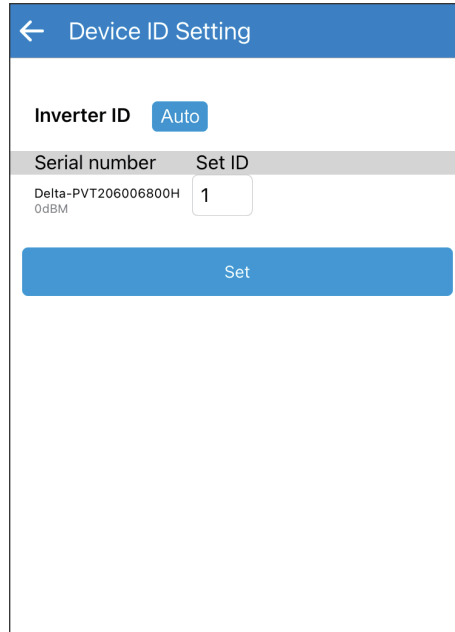 Device ID Setting
Inverter ID Auto
Serial number Set ID
Delta-PVT206006800H 1
0dBM
Set